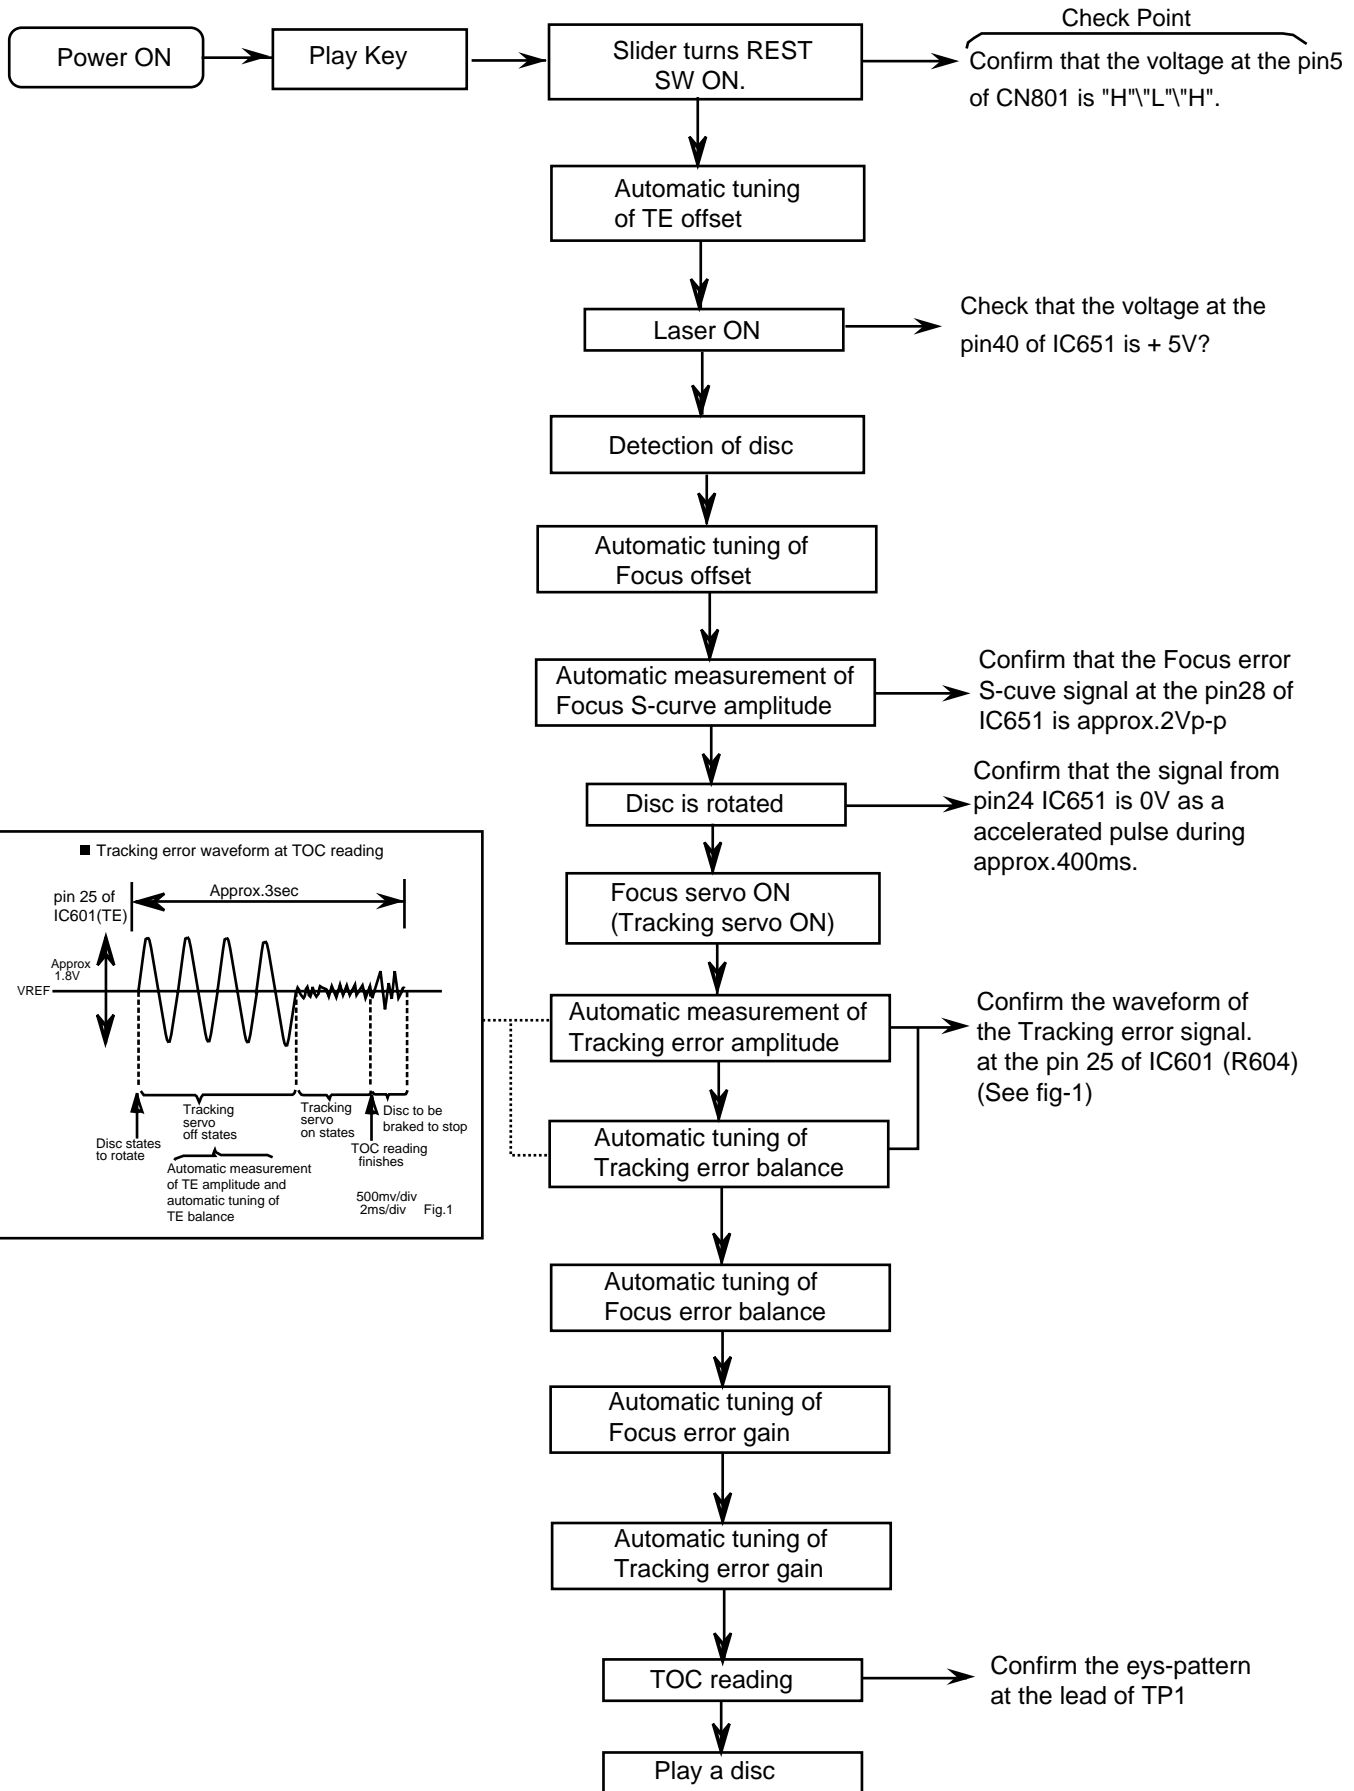 Check Point
Power ON
Play Key
Slider turns REST
SW ON.
Confirm that the voltage at the pin5
of CN801 is "H"\"L"\"H".
Automatic tuning
of TE offset
Laser ON
Check that the voltage at the
pin40 of IC651 is + 5V?
Detection of disc
Automatic tuning of
Focus offset
Automatic measurement of
Focus S-curve amplitude
Confirm that the Focus error
S-cuve signal at the pin28 of
IC651 is approx.2Vp-p
Disc is rotated
Confirm that the signal from
pin24 IC651 is 0V as a
accelerated pulse during
approx.400ms.
Focus servo ON
(Tracking servo ON)
■ Tracking error waveform at TOC reading
pin 25 of
IC601(TE)
Approx.3sec
Approx
1.8V
VREF
Disc states
to rotate
Tracking
servo
off states
Tracking
servo
on states
Disc to be
braked to stop
TOC reading
finishes
Automatic measurement
of TE amplitude and
automatic tuning of
TE balance
500mv/div
2ms/div
Fig.1
Automatic measurement of
Tracking error amplitude
Confirm the waveform of
the Tracking error signal.
at the pin 25 of IC601 (R604)
(See fig-1)
Automatic tuning of
Tracking error balance
Automatic tuning of
Focus error balance
Automatic tuning of
Focus error gain
Automatic tuning of
Tracking error gain
TOC reading
Confirm the eys-pattern
at the lead of TP1
Play a disc